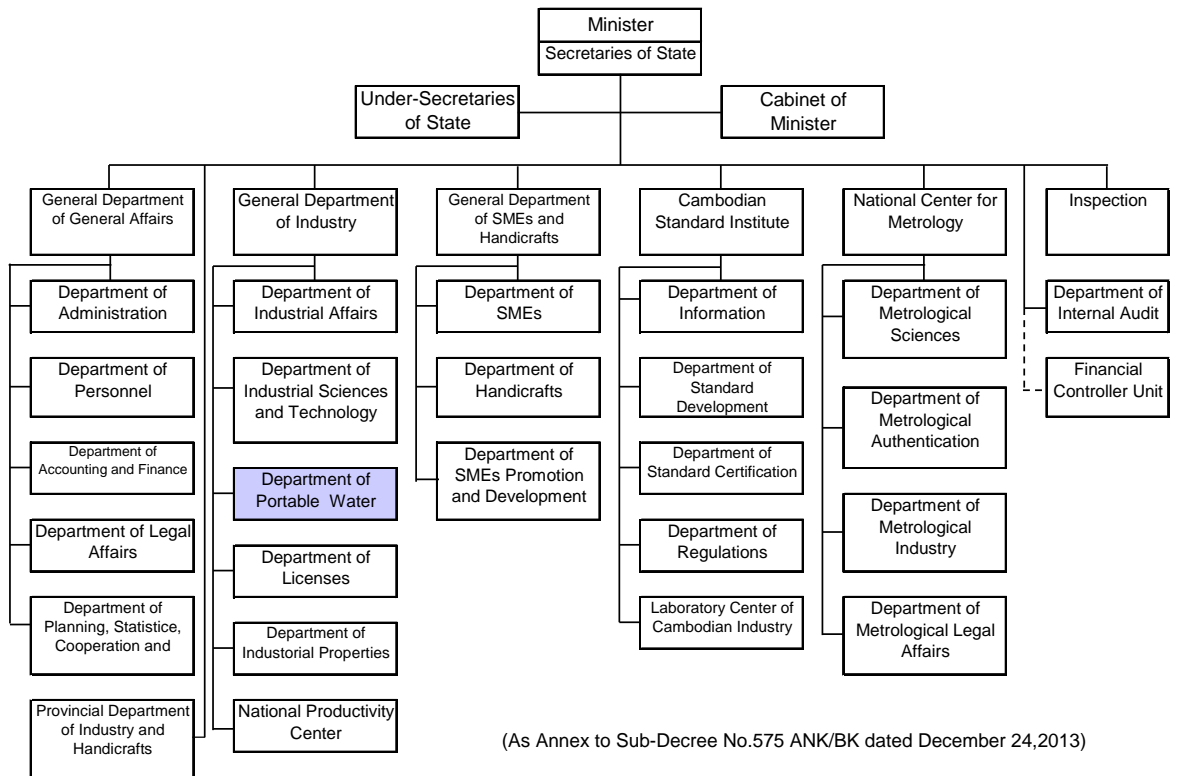 Minister
Secretaries of State
Under-Secretaries
of State
Cabinet of
Minister
General Department
of General Affairs
General Department
of Industry
General Department
of SMEs and
Handicrafts
Cambodian
Standard Institute
National Center for
Metrology
Inspection
Department of
Administration
Department of
Personnel
Department of
Accounting and Finance
Department of Legal
Affairs
Department of
Planning, Statistice,
Cooperation and
Provincial Department
of Industry and
Handicrafts
Department of
Industrial Affairs
Department of
Industrial Sciences
and Technology
Department of
Portable Water
Department of
Licenses
Department of
Industorial Properties
National Productivity
Center
Department of
SMEs
Department of
Handicrafts
Department of
SMEs Promotion
and Development
Department of
Information
Department of
Standard
Development
Department of
Standard Certification
Department of
Regulations
Laboratory Center of
Cambodian Industry
Department of
Metrological
Sciences
Department of
Metrological
Authentication
Department of
Metrological
Industry
Department of
Metrological Legal
Affairs
Department of
Internal Audit
Financial
Controller Unit
(As Annex to Sub-Decree No.575 ANK/BK dated December 24,2013)